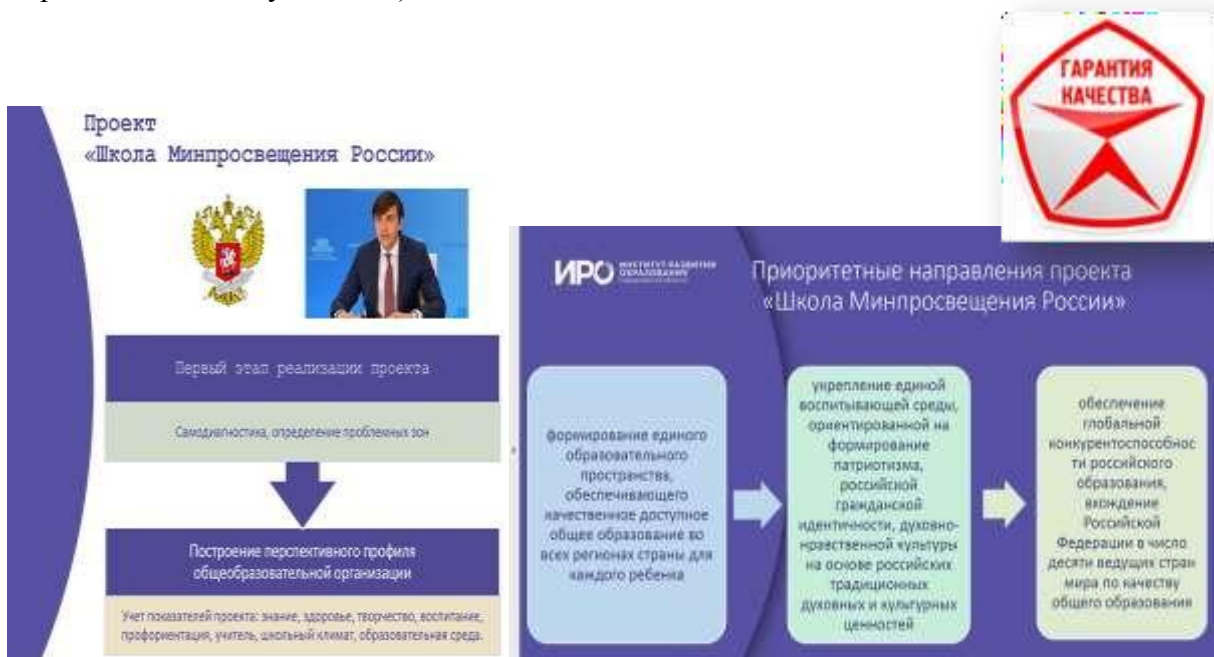 ГАРАНТИЯ
КАЧЕСТВА
Проект
«Школа Минпросвещения России»
Первый этап реализации проекта
Самодиагностика, определение проблемных зон
Построение перспективного профиля
общеобразовательной организации
Учет показателей проекта: знание, здоровье, творчество, воспитание,
профориентация, учитель, школьный климат, образовательная среда.
ИРО
ИНСТИТУТ РАЗВИТИЯ
ОБРАЗОВАНИЯ
Приоритетные направления проекта
«Школа Минпросвещения России»
формирование единого
образовательного
пространства,
обеспечивающего
качественное доступное
общее образование во
всех регионах страны для
каждого ребенка
укрепление единой
воспитывающей среды,
ориентированной на
формирование
патриотизма,
российской
гражданской
идентичности, духовно-
нравственной культуры
на основе российских
традиционных
духовных и культурных
ценностей
обеспечение
глобальной
конкурентоспособнос
ти российского
образования,
вхождение
Российской
Федерации в число
десяти ведущих стран
мира по качеству
общего образования